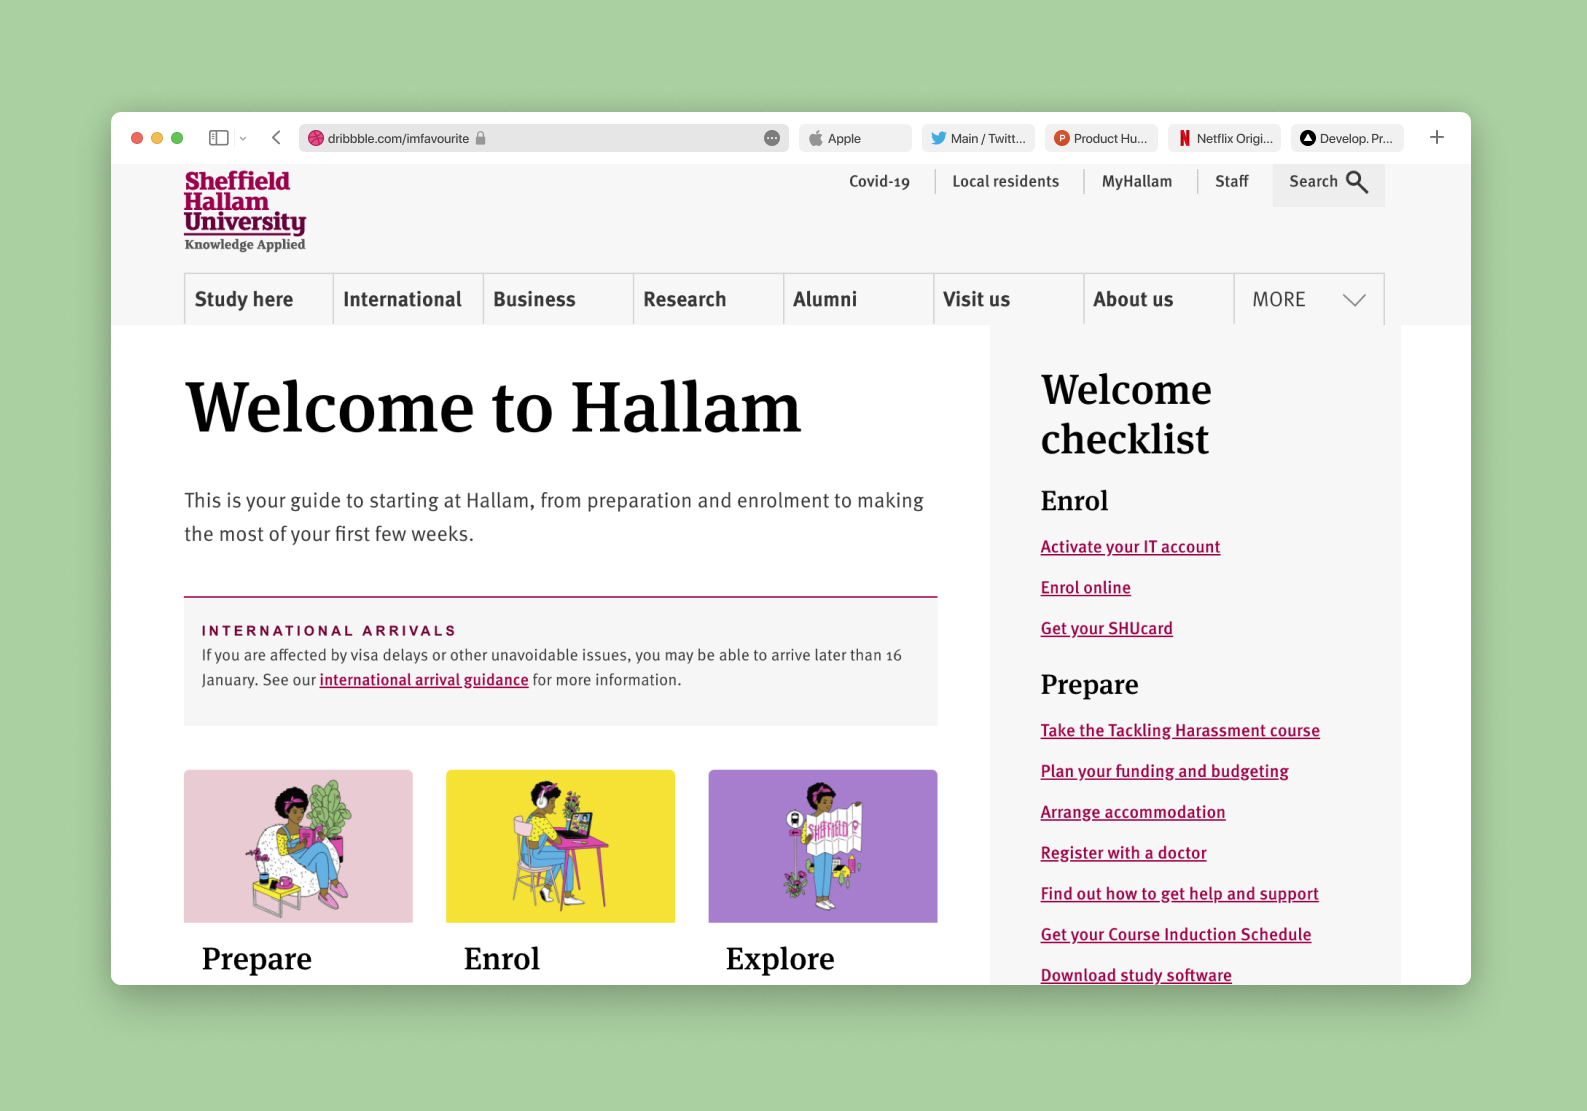 dribbble.com/imfavourite
Apple
Main / Twitt...
Product Hu...
Netflix Origi...
Develop. Pr...
Sheffield
Hallam
University
Knowledge Applied
Covid-19
Local residents
MyHallam
Staff
Search
Study here
International
Business
Research
Alumni
Visit us
About us
MORE
Welcome to Hallam
This is your guide to starting at Hallam, from preparation and enrolment to making
the most of your first few weeks.
INTERNATIONAL ARRIVALS
If you are affected by visa delays or other unavoidable issues, you may be able to arrive later than 16
January. See our international arrival guidance for more information.
SHEFFIELD
Prepare
Enrol
Explore
Welcome
checklist
Enrol
Activate your IT account
Enrol online
Get your SHUcard
Prepare
Take the Tackling Harassment course
Plan your funding and budgeting
Arrange accommodation
Register with a doctor
Find out how to get help and support
Get your Course Induction Schedule
Download study software